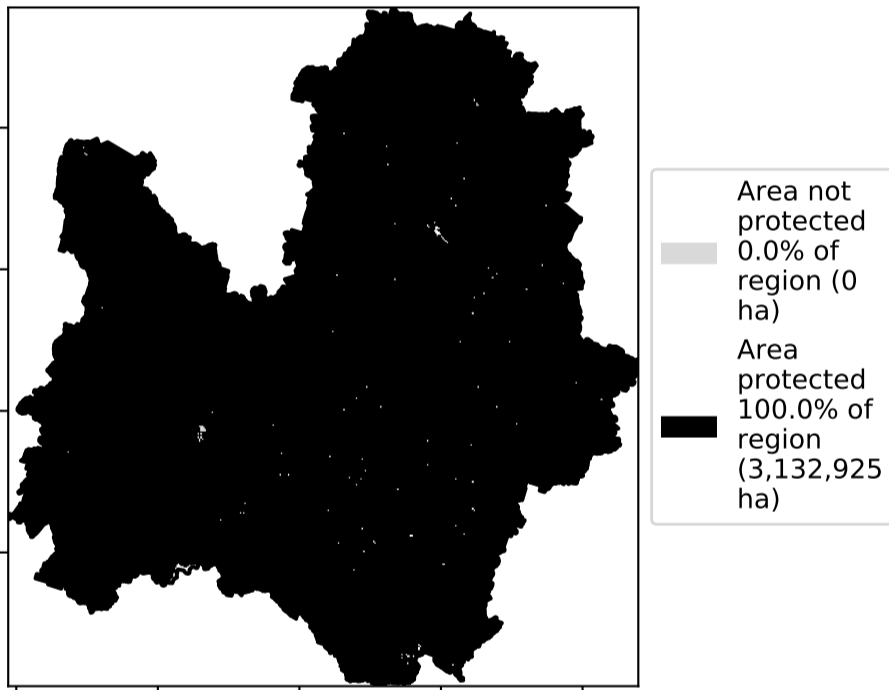 Area not
protected
0.0% of
region (0
ha)
Area
protected
100.0% of
region
(3,132,925
ha)